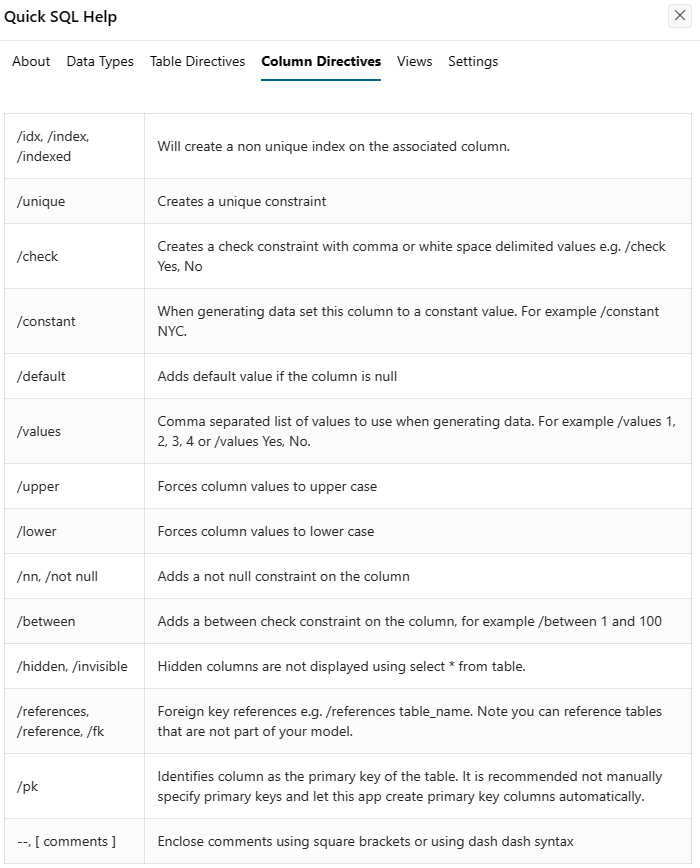 Quick SQL Help
About Data Types Table Directives Column Directives Views Settings
/idx, /index,
/indexed
Will create a non unique index on the associated column.
/unique
Creates a unique constraint
/check
Creates a check constraint with comma or white space delimited values e.g. /check
Yes, No
/constant
When generating data set this column to a constant value. For example /constant
NYC.
/default
Adds default value if the column is null
/values
Comma separated list of values to use when generating data. For example /values 1,
2, 3, 4 or /values Yes, No.
/upper
Forces column values to upper case
/lower
Forces column values to lower case
/nn, /not null
Adds a not null constraint on the column
/between
Adds a between check constraint on the column, for example /between 1 and 100
/hidden, /invisible
Hidden columns are not displayed using select * from table.
/references,
/reference, /fk
Foreign key references e.g. /references table_name. Note you can reference tables
that are not part of your model.
/pk
Identifies column as the primary key of the table. It is recommended not manually
specify primary keys and let this app create primary key columns automatically.
--, [ comments ]
Enclose comments using square brackets or using dash dash syntax